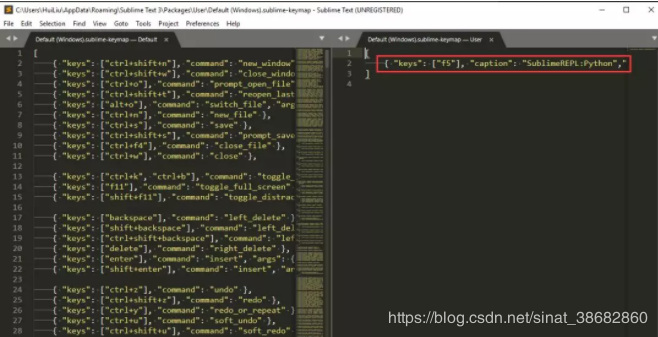 C:\Users\HuiLiu\AppData\Roaming\Sublime Text 3\Packages\User\Default (Windows).sublime-keymap - Sublime Text (UNREGISTERED)
File Edit Selection Find View Goto Tools Project Preferences Help
Default (Windows).sublime-keymap — Default
1 [
2 { "keys": ["ctrl+shift+n"], "command": "new_window"
3 { "keys": ["ctrl+shift+w"], "command": "close_windo
4 { "keys": ["ctrl+o"], "command": "prompt_open_file"
5 { "keys": ["ctrl+shift+t"], "command": "reopen_last
6 { "keys": ["alt+o"], "command": "switch_file", "arg
7 { "keys": ["ctrl+n"], "command": "new_file" },
8 { "keys": ["ctrl+s"], "command": "save" },
9 { "keys": ["ctrl+shift+s"], "command": "prompt_save
10 { "keys": ["ctrl+f4"], "command": "close_file" },
11 { "keys": ["ctrl+w"], "command": "close" },
12
13 { "keys": ["ctrl+k", "ctrl+b"], "command": "toggle_
14 { "keys": ["f11"], "command": "toggle_full_screen"
15 { "keys": ["shift+f11"], "command": "toggle_distrac
16
17 { "keys": ["backspace"], "command": "left_delete" }
18 { "keys": ["shift+backspace"], "command": "left_del
19 { "keys": ["ctrl+shift+backspace"], "command": "lef
20 { "keys": ["delete"], "command": "right_delete" },
21 { "keys": ["enter"], "command": "insert", "args": {
22 { "keys": ["shift+enter"], "command": "insert", "ar
23
24 { "keys": ["ctrl+z"], "command": "undo" },
25 { "keys": ["ctrl+shift+z"], "command": "redo" },
26 { "keys": ["ctrl+y"], "command": "redo_or_repeat" }
27 { "keys": ["ctrl+u"], "command": "soft_undo" },
28 { "keys": ["ctrl+shift+u"], "command": "soft_redo"
Default (Windows).sublime-keymap — User
1 [
2 { "keys": ["f5"], "caption": "SublimeREPL:Python","
3 ]
4
https://blog.csdn.net/sinat_38682860